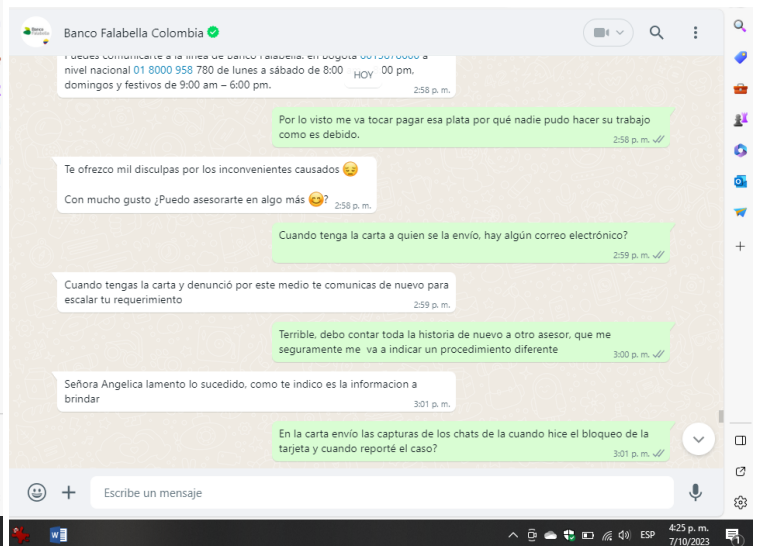 Banco Falabella Colombia
Puedes comunicarte a la línea de Banco Falabella: en Bogotá 6015878000 a
nivel nacional 01 8000 958 780 de lunes a sábado de 8:00 00 pm,
HOY
domingos y festivos de 9:00 am – 6:00 pm.
2:58 p. m.
Por lo visto me va tocar pagar esa plata por qué nadie pudo hacer su trabajo
como es debido.
2:58 p. m.
Te ofrezco mil disculpas por los inconvenientes causados 😔
Con mucho gusto ¿Puedo asesorarte en algo más 😊?
2:58 p. m.
Cuando tenga la carta a quien se la envío, hay algún correo electrónico?
2:59 p. m.
Cuando tengas la carta y denunció por este medio te comunicas de nuevo para
escalar tu requerimiento
2:59 p. m.
Terrible, debo contar toda la historia de nuevo a otro asesor, que me
seguramente me va a indicar un procedimiento diferente
3:00 p. m.
Señora Angelica lamento lo sucedido, como te indico es la informacion a
brindar
3:01 p. m.
En la carta envío las capturas de los chats de la cuando hice el bloqueo de la
tarjeta y cuando reporté el caso?
3:01 p. m.
Escribe un mensaje
ESP
4:25 p. m.
7/10/2023